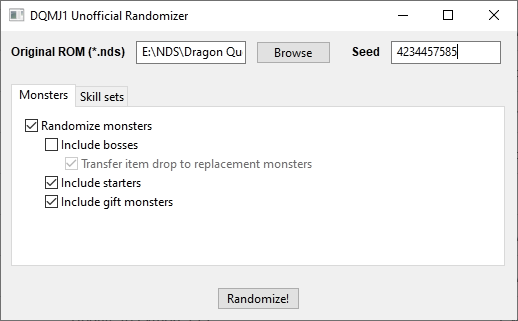 DQMJ1 Unofficial Randomizer
Original ROM (*.nds) E:\NDS\Dragon Qu Browse Seed 4234457585
Monsters Skill sets
Randomize monsters
Include bosses
Transfer item drop to replacement monsters
Include starters
Include gift monsters
Randomize!